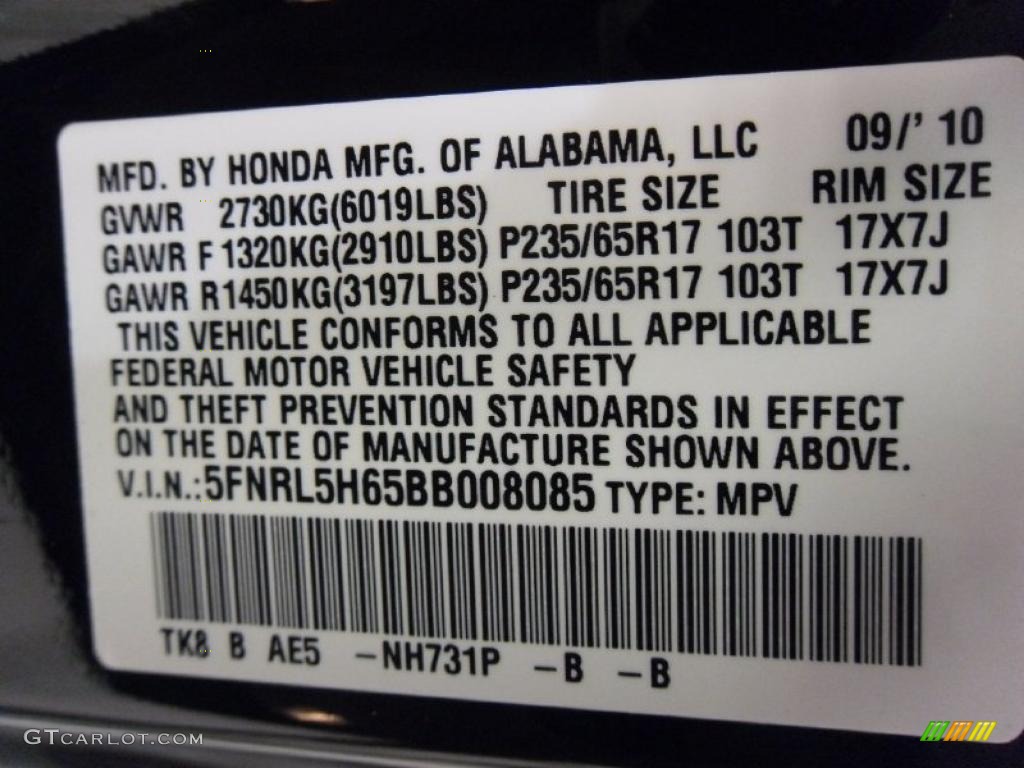 MFD. BY HONDA MFG. OF ALABAMA, LLC 09/' 10
GVWR 2730KG(6019LBS) TIRE SIZE RIM SIZE
GAWR F 1320KG(2910LBS) P235/65R17 103T 17X7J
GAWR R1450KG(3197LBS) P235/65R17 103T 17X7J
THIS VEHICLE CONFORMS TO ALL APPLICABLE
FEDERAL MOTOR VEHICLE SAFETY
AND THEFT PREVENTION STANDARDS IN EFFECT
ON THE DATE OF MANUFACTURE SHOWN ABOVE.
V.I.N.:5FNRL5H65BB008085 TYPE: MPV
TK8 B AE5 -NH731P -B -B
GTCARLOT.COM